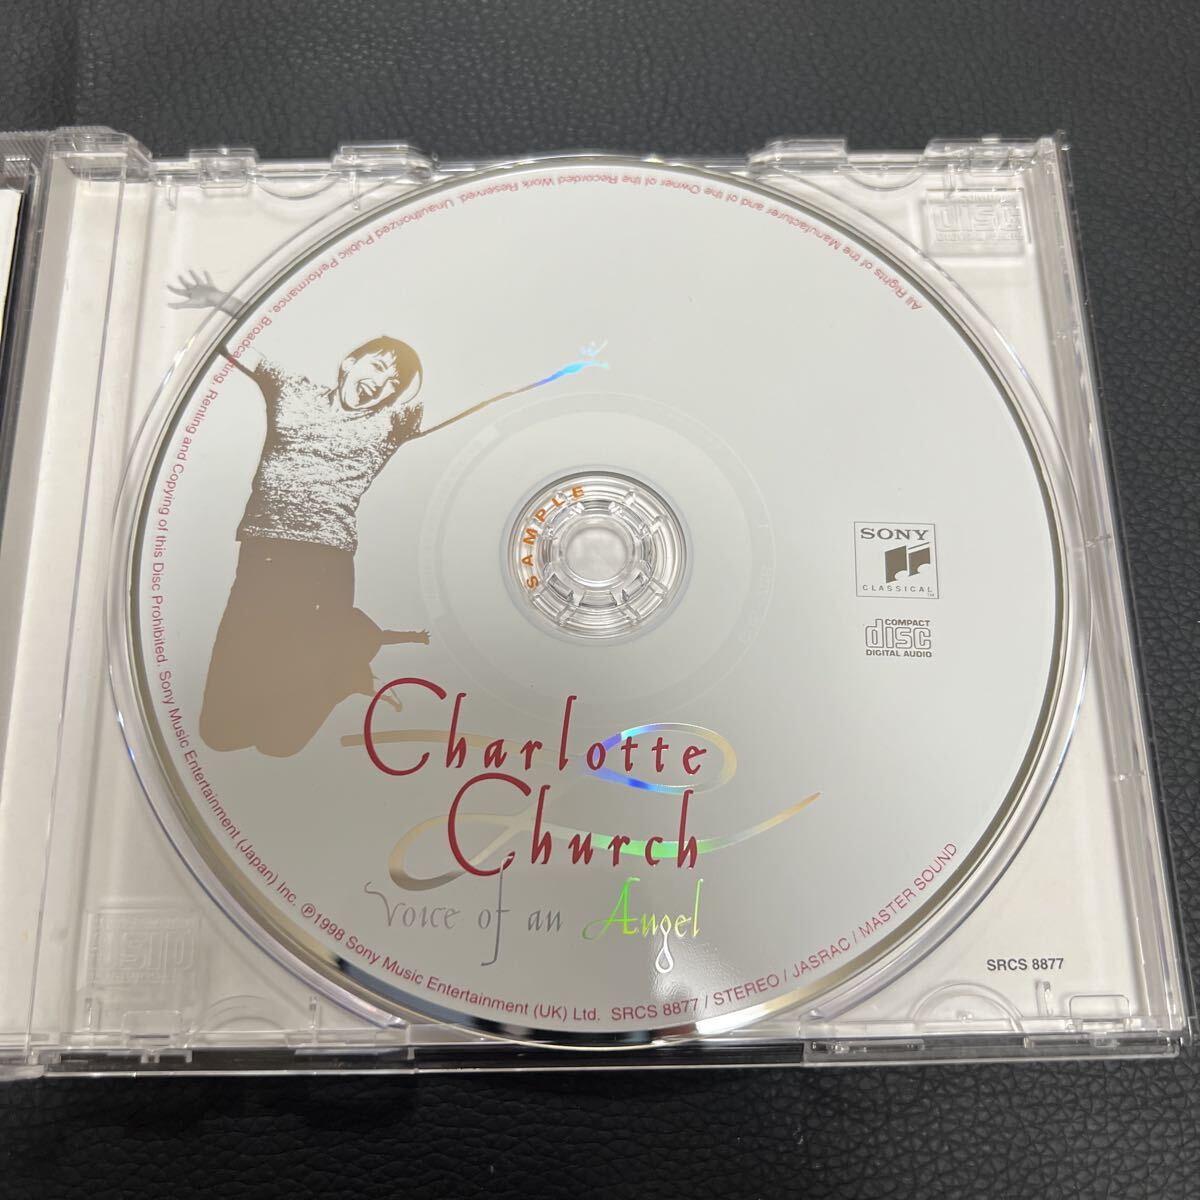 All Rights of the Manufacturer and of the Owner of the Recorded Work Reserved. Unauthorized Public Performance, Broadcasting, Renting and Copying of this Disc Prohibited. Sony Music Entertainment (Japan) Inc. ℗1998 Sony Music Entertainment (UK) Ltd. SRCS 8877 / STEREO / JASRAC / MASTER SOUND
SAMPLE
SONY
CLASSICAL
TM
COMPACT
disc
DIGITAL AUDIO
Charlotte
Church
Voice of an Angel
SRCS 8877
disc